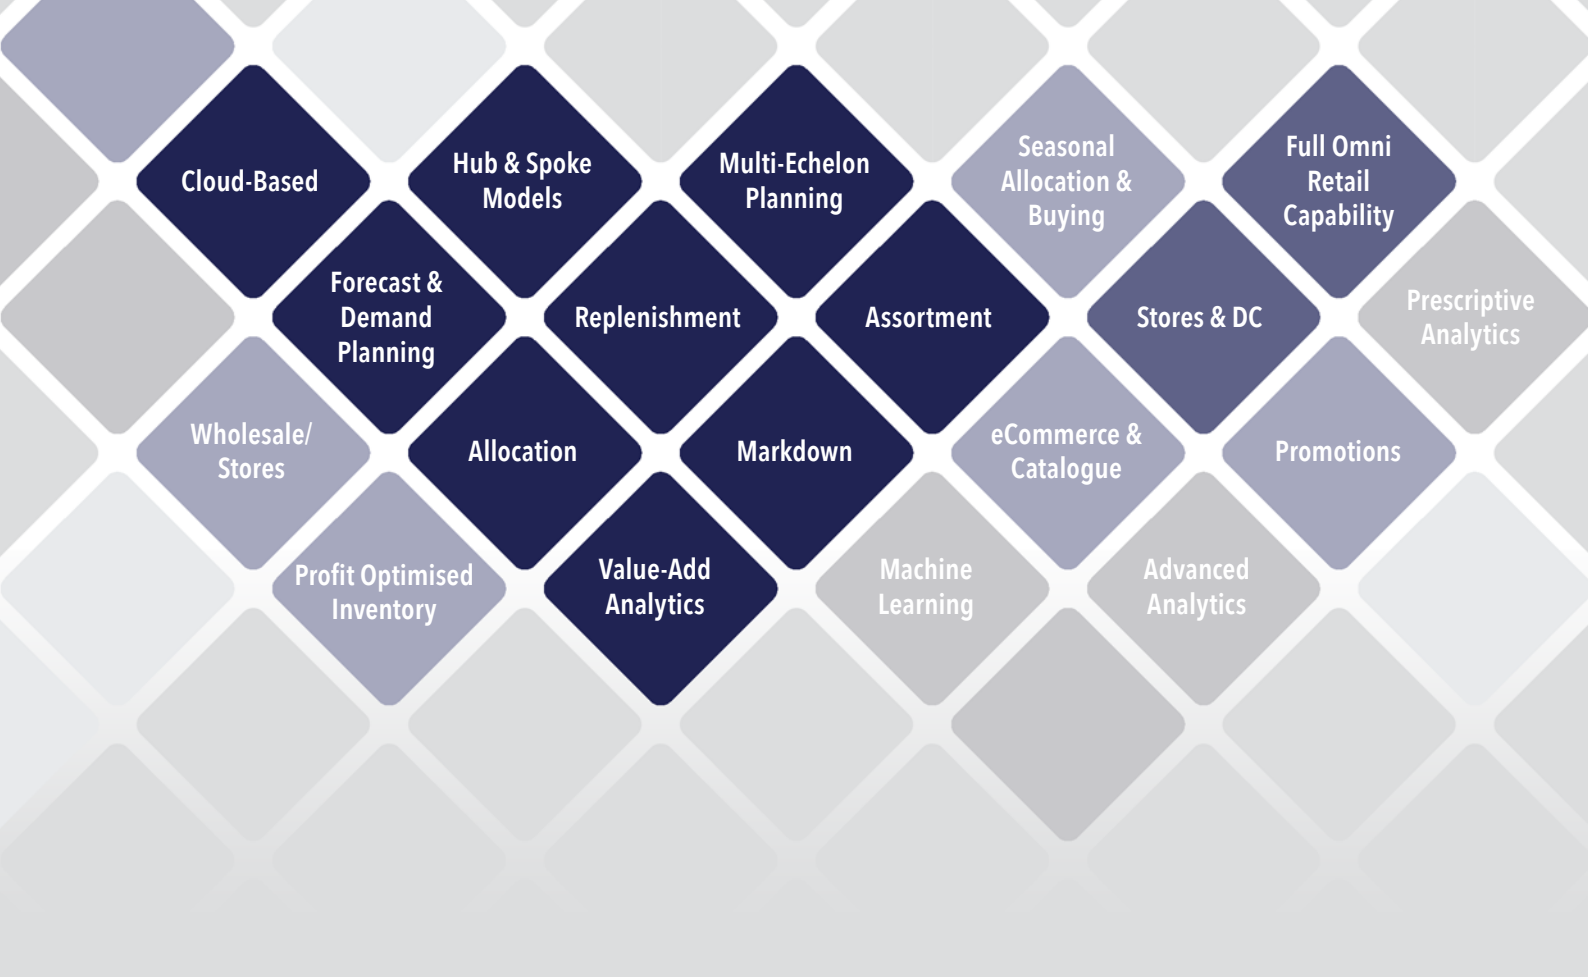 Cloud-Based
Hub & Spoke
Models
Multi-Echelon
Planning
Seasonal
Allocation &
Buying
Full Omni
Retail
Capability
Forecast &
Demand
Planning
Replenishment
Assortment
Stores & DC
Prescriptive
Analytics
Wholesale/
Stores
Allocation
Markdown
eCommerce &
Catalogue
Promotions
Profit Optimised
Inventory
Value-Add
Analytics
Machine
Learning
Advanced
Analytics